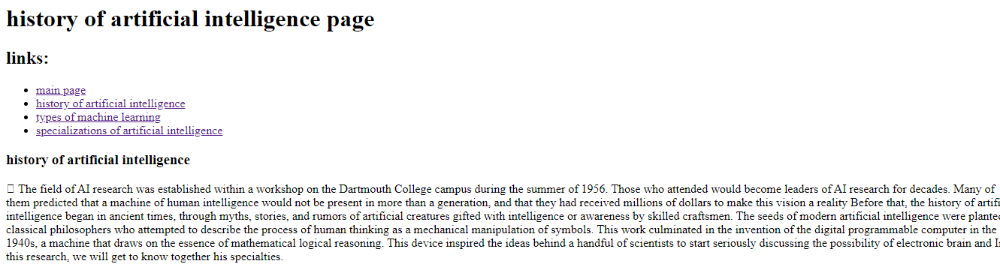 history of artificial intelligence page
links:
main page
history of artificial intelligence
types of machine learning
specializations of artificial intelligence
history of artificial intelligence
The field of AI research was established within a workshop on the Dartmouth College campus during the summer of 1956. Those who attended would become leaders of AI research for decades. Many of
them predicted that a machine of human intelligence would not be present in more than a generation, and that they had received millions of dollars to make this vision a reality Before that, the history of artifi
intelligence began in ancient times, through myths, stories, and rumors of artificial creatures gifted with intelligence or awareness by skilled craftsmen. The seeds of modern artificial intelligence were plante
classical philosophers who attempted to describe the process of human thinking as a mechanical manipulation of symbols. This work culminated in the invention of the digital programmable computer in the
1940s, a machine that draws on the essence of mathematical logical reasoning. This device inspired the ideas behind a handful of scientists to start seriously discussing the possibility of electronic brain and I
this research, we will get to know together his specialties.